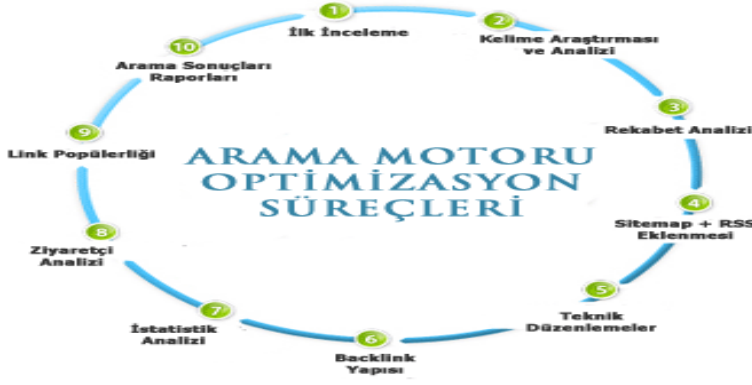 1
İlk İnceleme
2
Kelime Araştırması
ve Analizi
3
Rekabet Analizi
4
Sitemap + RSS
Eklenmesi
5
Teknik
Düzenlemeler
6
Backlink
Yapısı
7
İstatistik
Analizi
8
Ziyaretçi
Analizi
9
Link Popülerliği
10
Arama Sonuçları
Raporları
ARAMA MOTORU
OPTİMİZASYON
SÜREÇLERİ